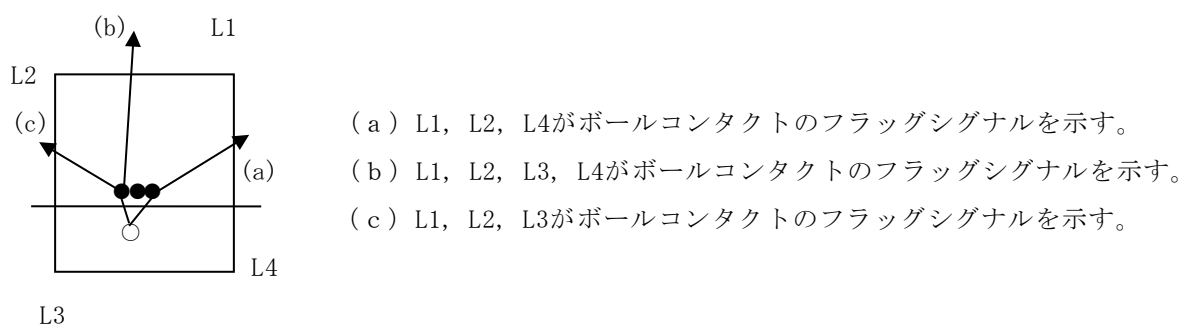 (b)
L1
L2
(c)
(a)
L4
L3
(ａ) L1, L2, L4がボールコンタクトのフラッグシグナルを示す。
(ｂ) L1, L2, L3, L4がボールコンタクトのフラッグシグナルを示す。
(ｃ) L1, L2, L3がボールコンタクトのフラッグシグナルを示す。